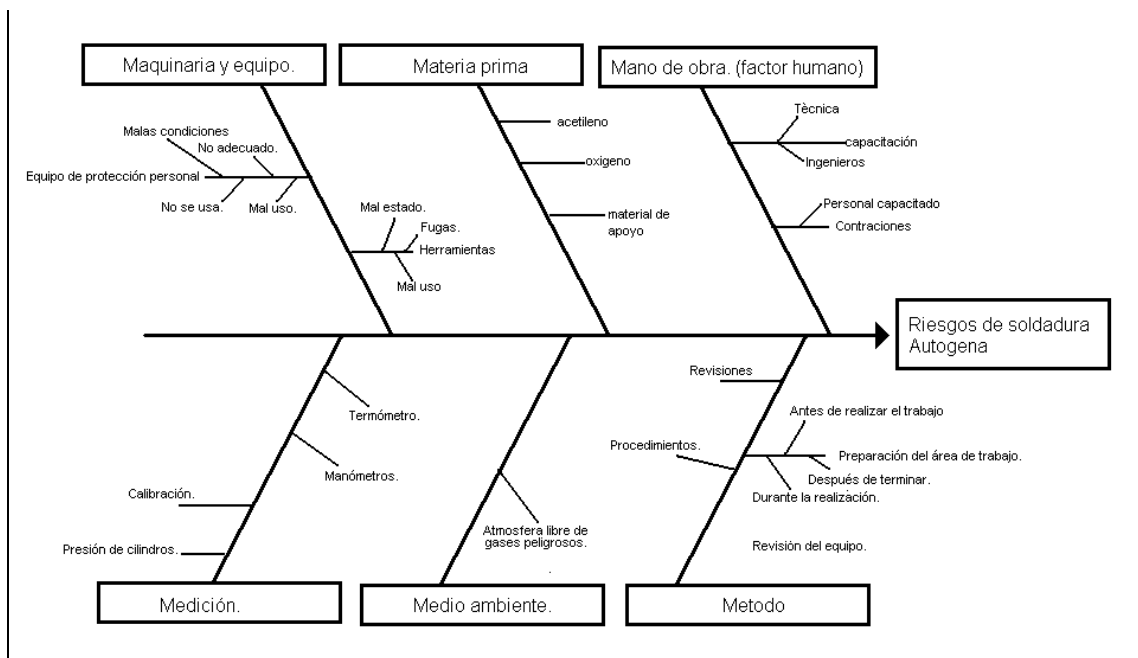 Maquinaria y equipo.
Materia prima
Mano de obra. (factor humano)
Malas condiciones
No adecuado.
Equipo de protección personal
No se usa.
Mal uso.
Mal estado.
Fugas.
Herramientas
Mal uso
acetileno
oxigeno
material de
apoyo
Tècnica
capacitación
Ingenieros
Personal capacitado
Contraciones
Riesgos de soldadura
Autogena
Termómetro.
Manómetros.
Calibración.
Presión de cilindros.
Atmosfera libre de
gases peligrosos.
Revisiones
Procedimientos.
Antes de realizar el trabajo
Preparación del área de trabajo.
Después de terminar.
Durante la realización.
Revisión del equipo.
Medición.
Medio ambiente.
Metodo